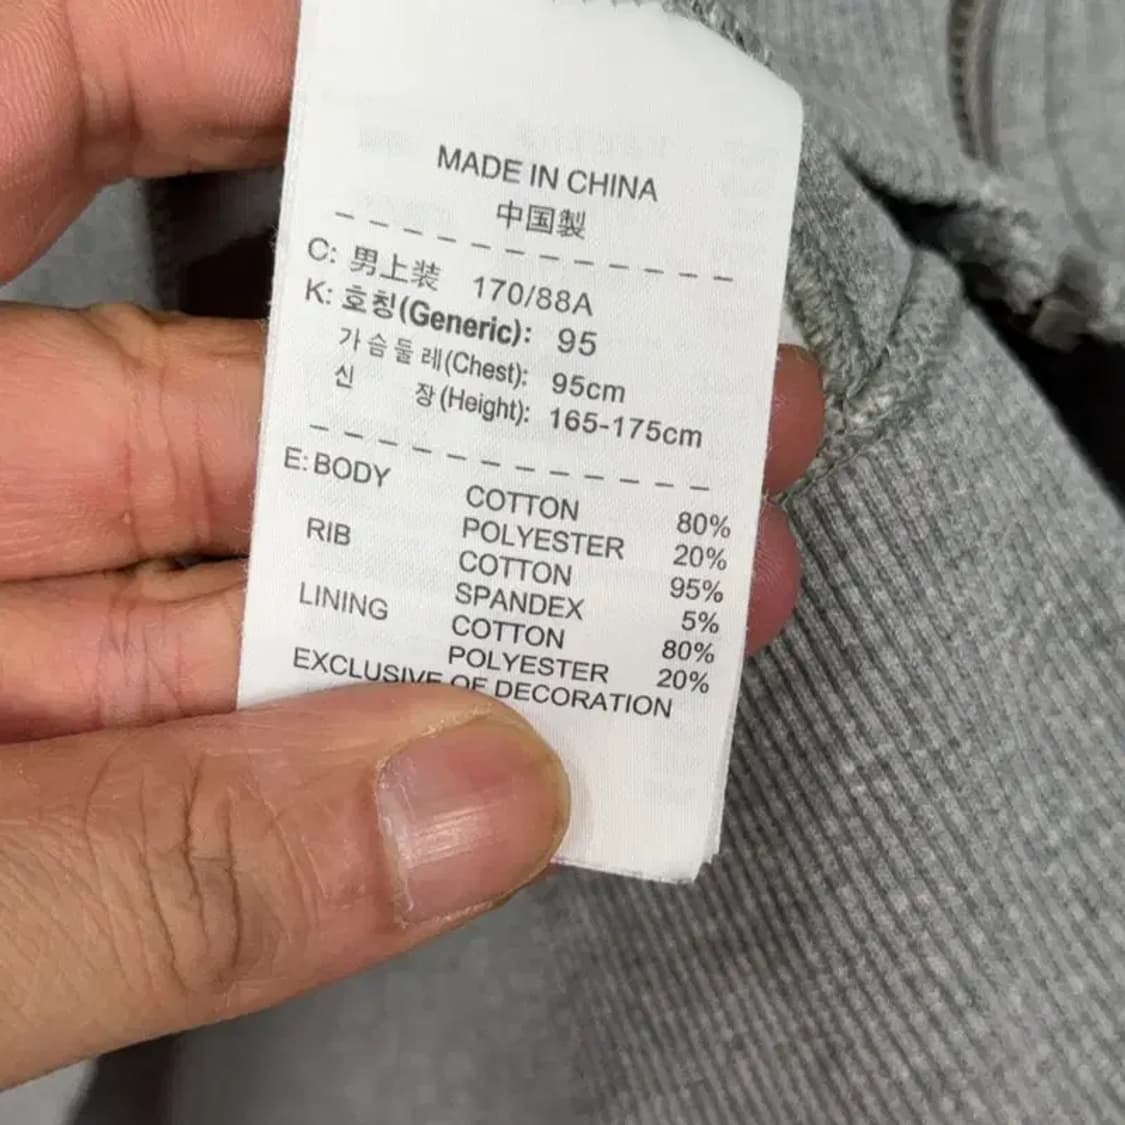 MADE IN CHINA
中国製
C: 男上装 170/88A
K: 호칭(Generic): 95
가슴둘레(Chest): 95cm
신 장(Height): 165-175cm
E: BODY COTTON 80%
POLYESTER 20%
RIB COTTON 95%
SPANDEX 5%
LINING COTTON 80%
POLYESTER 20%
EXCLUSIVE OF DECORATION